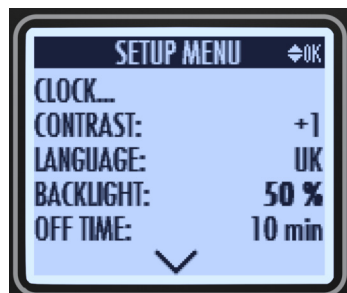 SETUP MENU OK
CLOCK...
CONTRAST: +1
LANGUAGE: UK
BACKLIGHT: 50 %
OFF TIME: 10 min